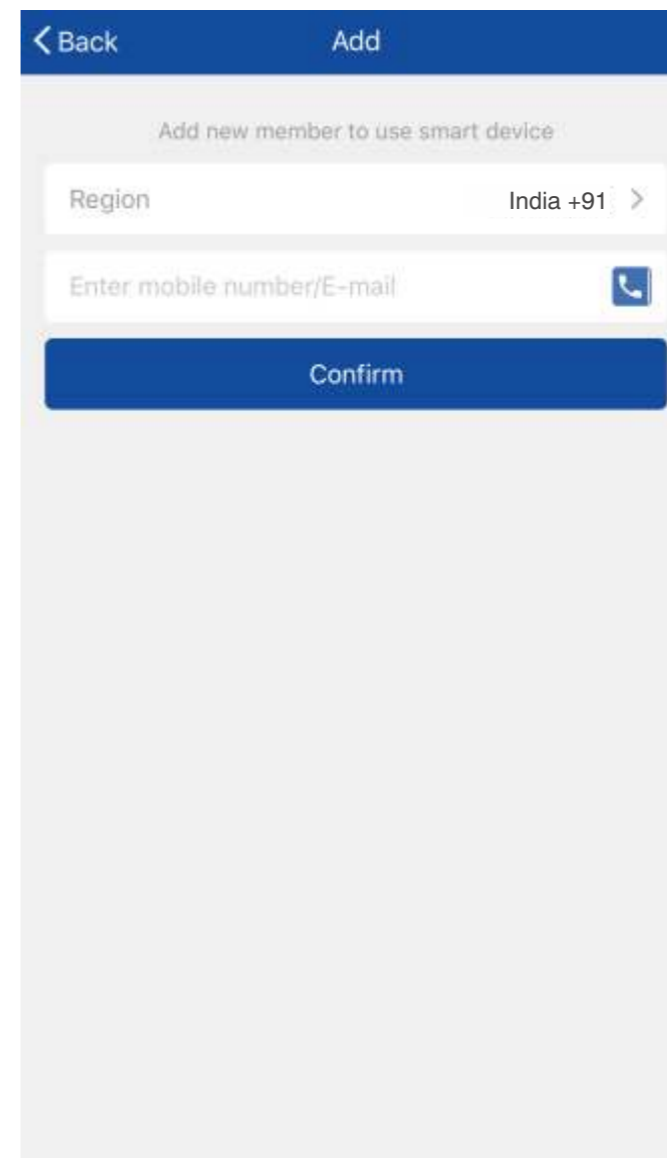 Back Add
Add new member to use smart device
Region India +91
Enter mobile number/E-mail
Confirm